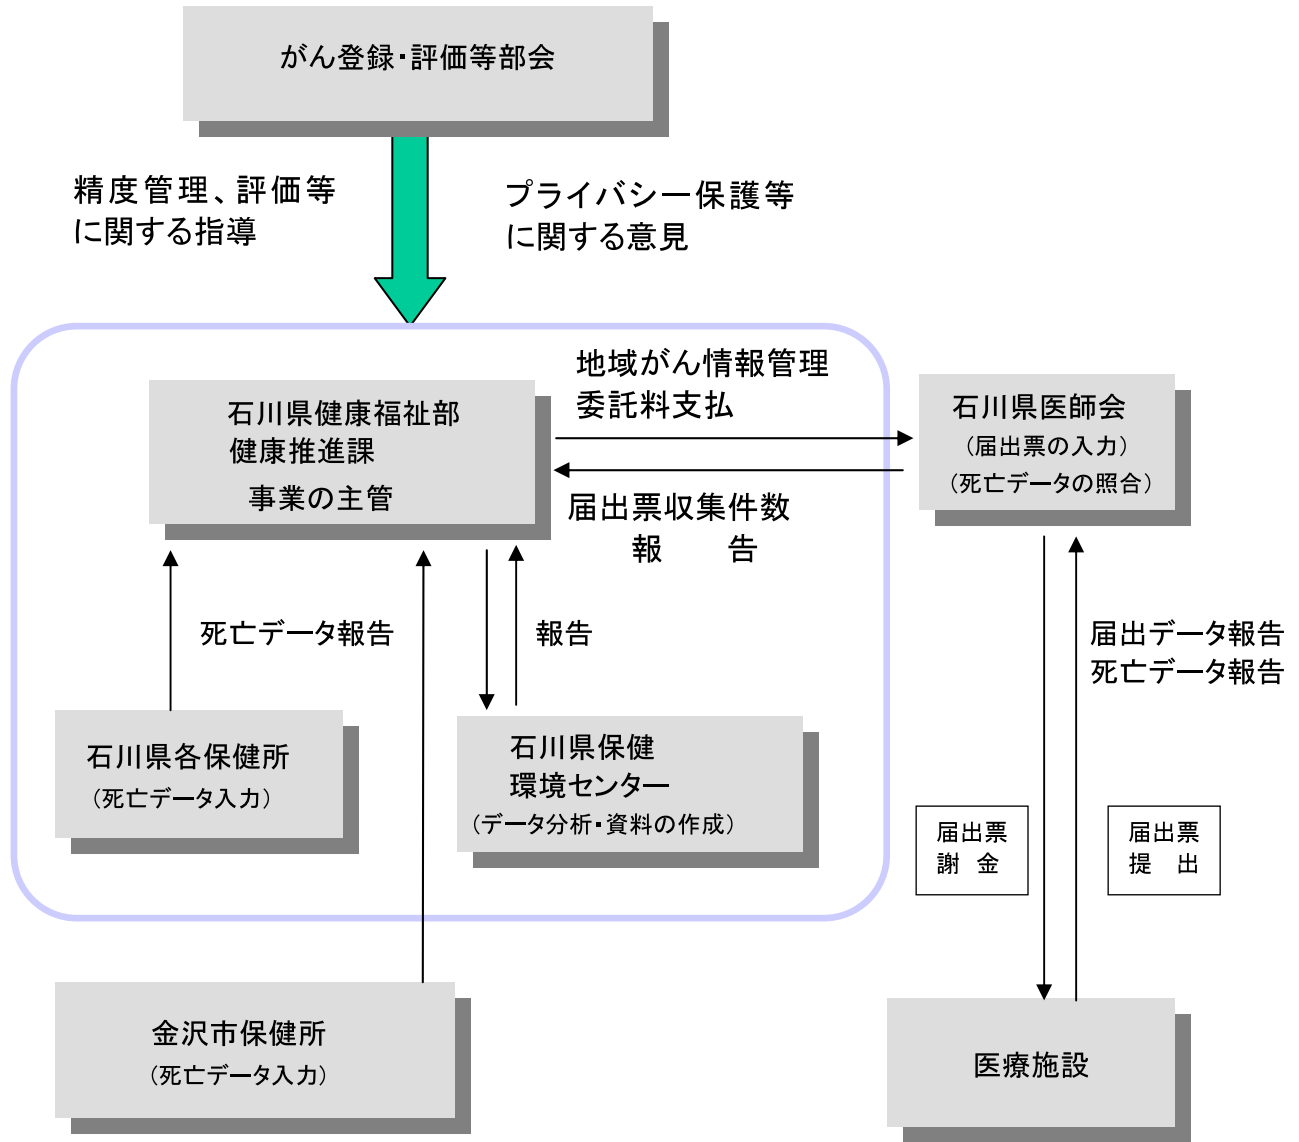 がん登録・評価等部会
精度管理、評価等
に関する指導
プライバシー保護等
に関する意見
地域がん情報管理
委託料支払
石川県健康福祉部
健康推進課
事業の主管
石川県医師会
（届出票の入力）
（死亡データの照合）
届出票収集件数
報　　告
死亡データ報告
報告
届出データ報告
死亡データ報告
石川県各保健所
（死亡データ入力）
石川県保健
環境センター
（データ分析・資料の作成）
届出票
謝 金
届出票
提　出
金沢市保健所
（死亡データ入力）
医療施設